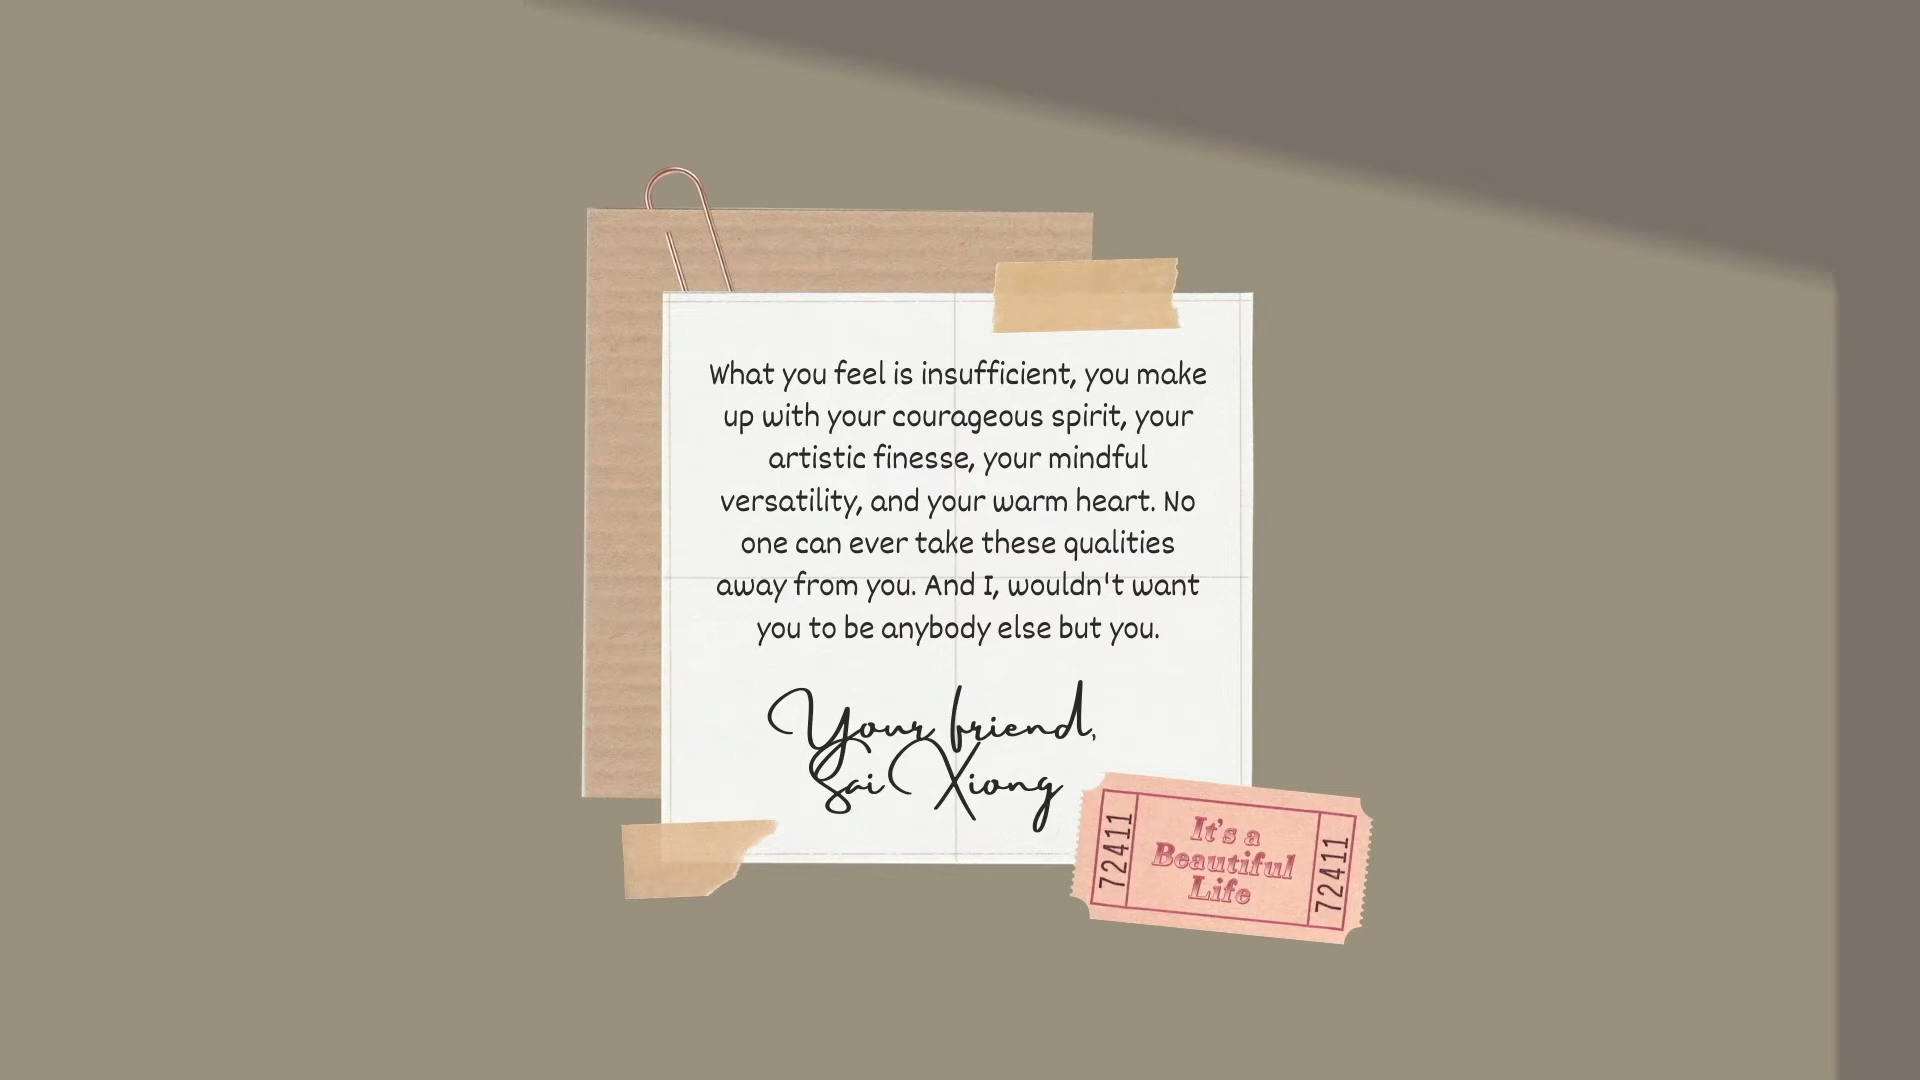 What you feel is insufficient, you make
up with your courageous spirit, your
artistic finesse, your mindful
versatility, and your warm heart. No
one can ever take these qualities
away from you. And I, wouldn't want
you to be anybody else but you.
Your friend,
Sai Xiong
72411
It's a
Beautiful
Life
72411